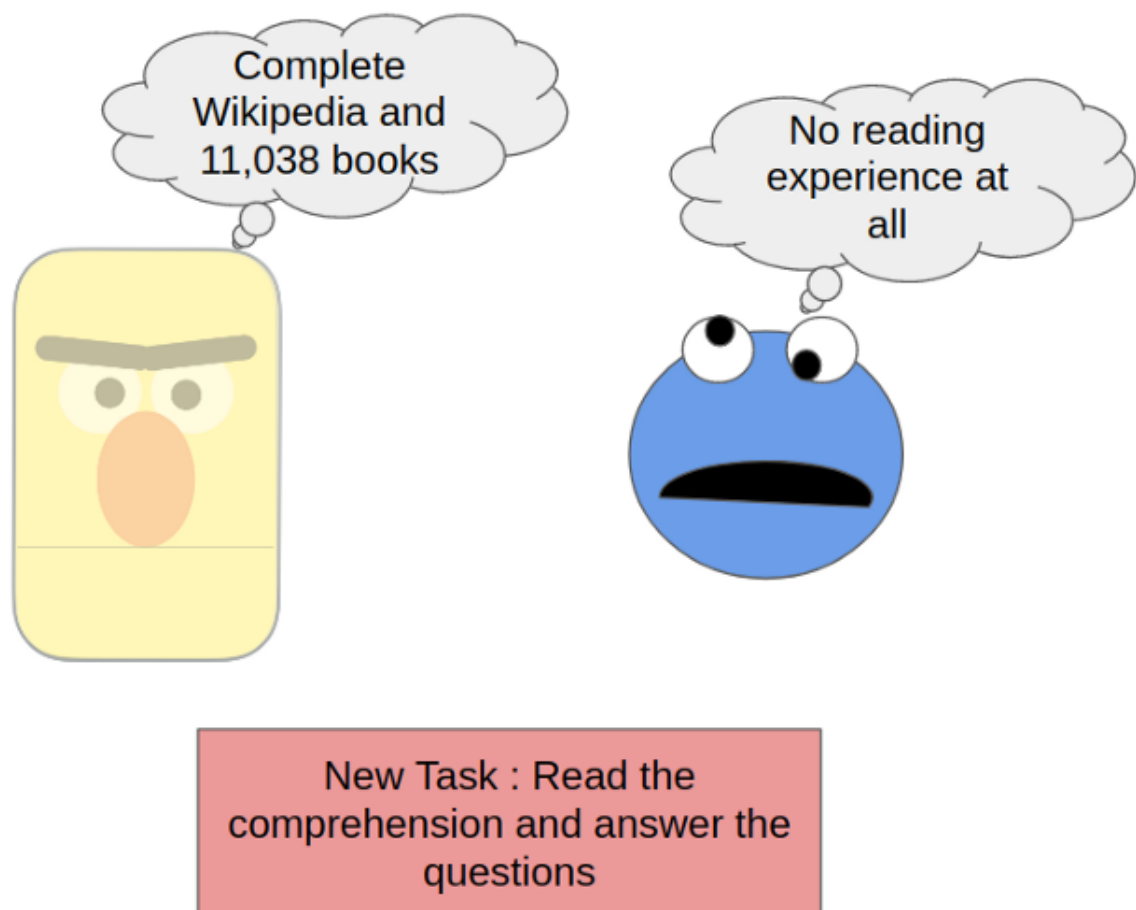 Complete
Wikipedia and
11,038 books
No reading
experience at
all
New Task : Read the
comprehension and answer the
questions